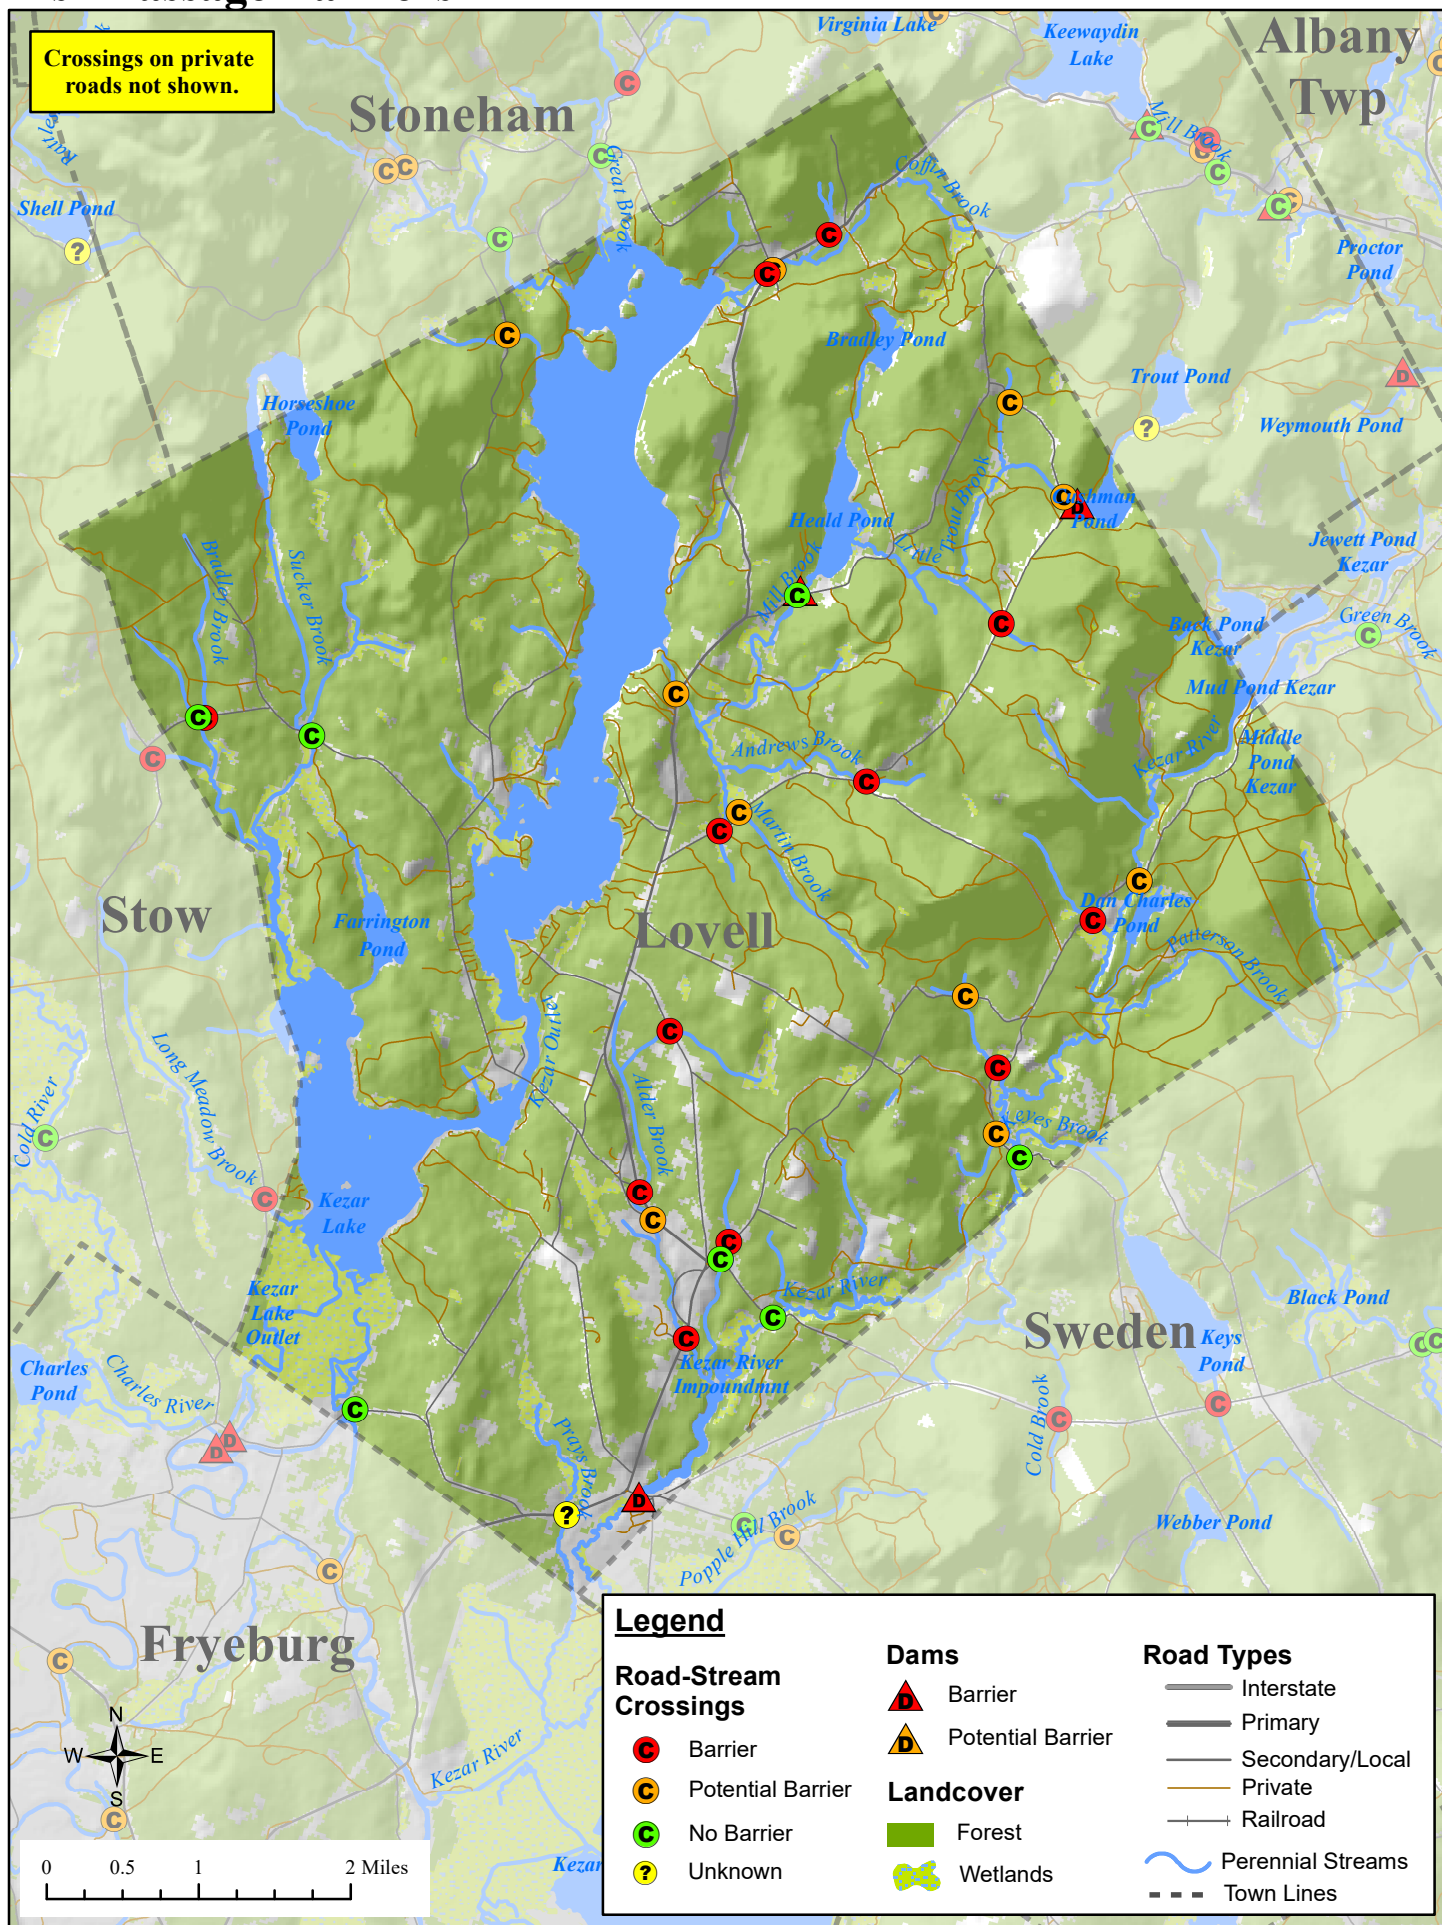 Crossings on private
roads not shown.
Virginia Lake
Keewaydin
Lake
Albany
Twp
Stoneham
Mill Brook
Great Brook
Coffin Brook
Shell Pond
Proctor
Pond
Bradley Pond
Trout Pond
Horseshoe
Pond
Weymouth Pond
Cushman
Pond
Heald Pond
Little
Trout Brook
Jewett Pond
Kezar
Bradley Brook
Sucker Brook
Mill Brook
Back Pond
Kezar
Green Brook
Mud Pond Kezar
Kezar River
Middle
Pond
Kezar
Andrews Brook
Martin Brook
Stow
Farrington
Pond
Lovell
Dan Charles
Pond
Patterson Brook
Kezar Outlet
Long Meadow Brook
Cold River
Alder Brook
Keyes Brook
Kezar
Lake
Kezar
Lake
Outlet
Kezar River
Black Pond
Sweden
Keys
Pond
Charles
Pond
Charles River
Kezar River
Impoundmnt
Cold Brook
Prays Brook
Popple Hill Brook
Webber Pond
Fryeburg
Kezar River
Kezar
N
W
E
S
0
0.5
1
2 Miles
Legend
Road-Stream
Crossings
C Barrier
C Potential Barrier
C No Barrier
? Unknown
Dams
D Barrier
D Potential Barrier
Landcover
Forest
Wetlands
Road Types
Interstate
Primary
Secondary/Local
Private
Railroad
Perennial Streams
Town Lines